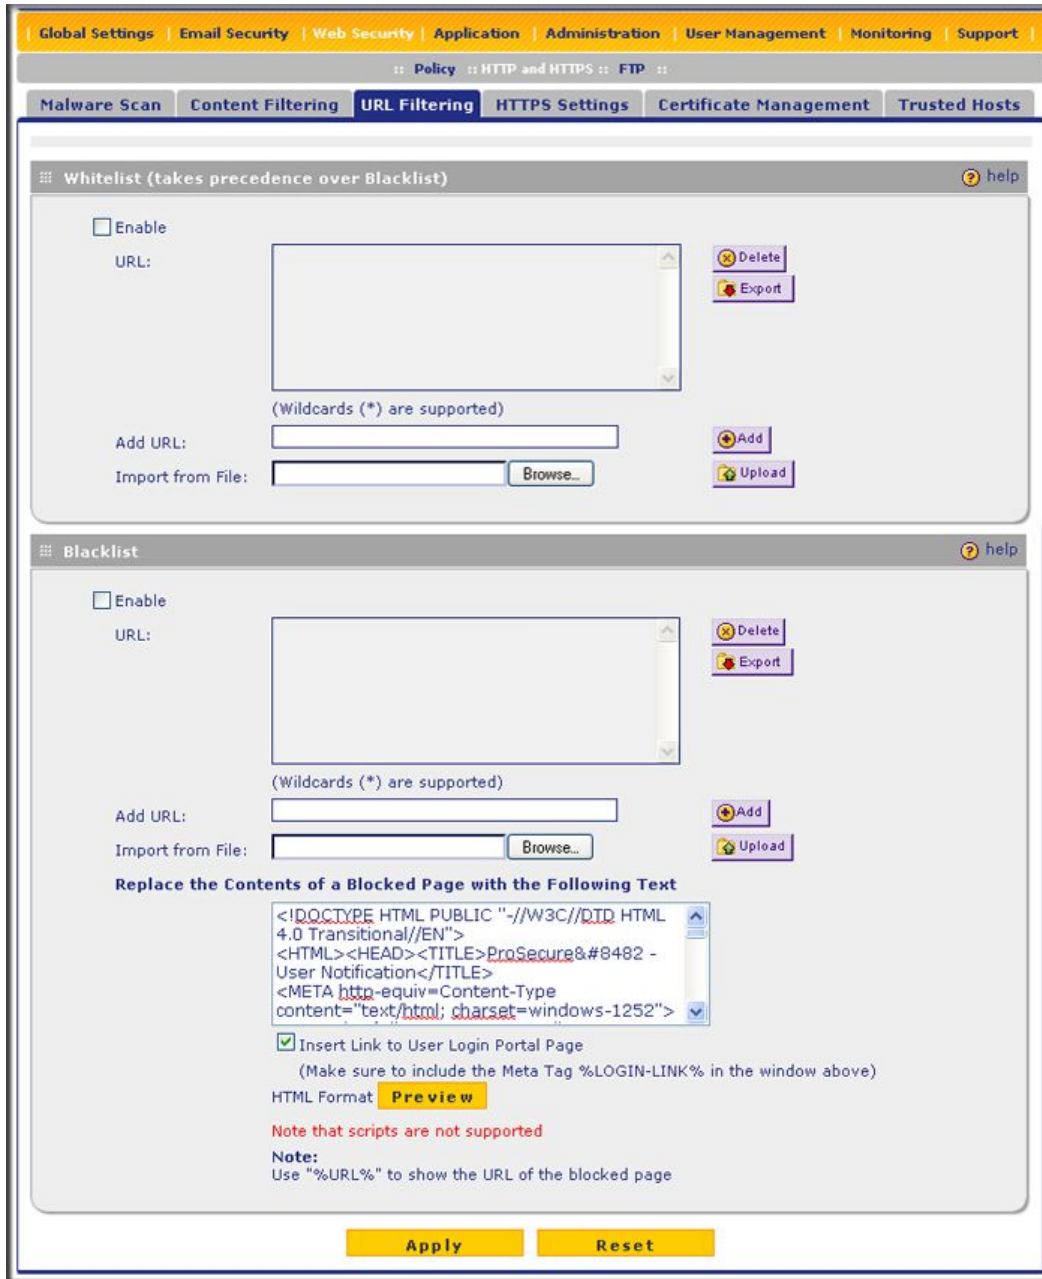 | Global Settings | Email Security | Web Security | Application | Administration | User Management | Monitoring | Support |
:: Policy :: HTTP and HTTPS :: FTP ::
Malware Scan Content Filtering URL Filtering HTTPS Settings Certificate Management Trusted Hosts
Whitelist (takes precedence over Blacklist) help
Enable
URL: Delete
Export
(Wildcards (*) are supported)
Add URL: Add
Import from File: Browse... Upload
Blacklist help
Enable
URL: Delete
Export
(Wildcards (*) are supported)
Add URL: Add
Import from File: Browse... Upload
Replace the Contents of a Blocked Page with the Following Text
<!DOCTYPE HTML PUBLIC "-//W3C//DTD HTML
4.0 Transitional//EN">
<HTML><HEAD><TITLE>ProSecure&#8482 -
User Notification</TITLE>
<META http-equiv=Content-Type
content="text/html; charset=windows-1252">
Insert Link to User Login Portal Page
(Make sure to include the Meta Tag %LOGIN-LINK% in the window above)
HTML Format Preview
Note that scripts are not supported
Note:
Use "%URL%" to show the URL of the blocked page
Apply Reset